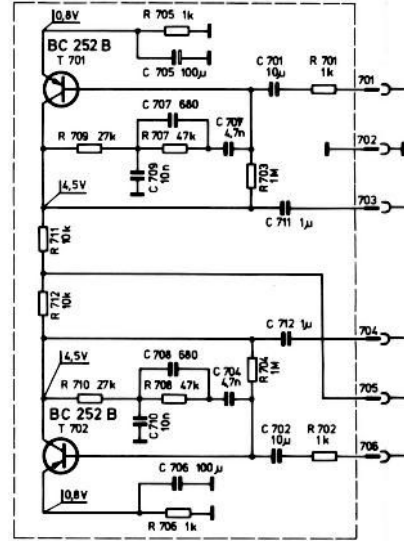 0,8V
R 705 1k
BC 252 B
T 701
C 705 100µ
C 701
10µ
R 701
1k
701
C 707 680
C 707
4,7n
R 709 27k
R 707 47k
702
C 709
10n
R 703
1M
4,5V
703
C 711 1µ
R 711
10k
R 712
10k
C 712 1µ
704
C 708 680
C 704
4,7n
R 704
1M
4,5V
R 710 27k
R 708 47k
705
BC 252 B
C 710
10n
T 702
C 702
10µ
R 702
1k
706
C 706 100µ
0,8V
R 706 1k